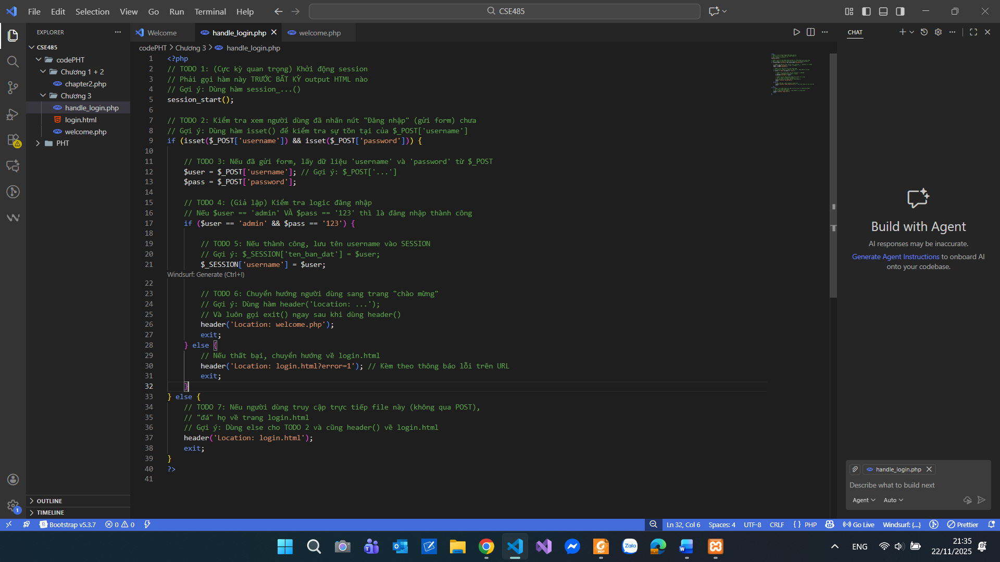 File Edit Selection View Go Run Terminal Help
CSE485
EXPLORER
CSE485
codePHT
Chương 1 + 2
chapter2.php
Chương 3
handle_login.php
login.html
welcome.php
PHT
OUTLINE
TIMELINE
Welcome
handle_login.php
welcome.php
codePHT > Chương 3 > handle_login.php
1 <?php
2 // TODO 1: (Cực kỳ quan trọng) Khởi động session
3 // Phải gọi hàm này TRƯỚC BẤT KỲ output HTML nào
4 // Gợi ý: Dùng hàm session_...()
5 session_start();
6
7 // TODO 2: Kiểm tra xem người dùng đã nhấn nút "Đăng nhập" (gửi form) chưa
8 // Gợi ý: Dùng hàm isset() để kiểm tra sự tồn tại của $_POST['username']
9 if (isset($_POST['username']) && isset($_POST['password'])) {
10
11 // TODO 3: Nếu đã gửi form, lấy dữ liệu 'username' và 'password' từ $_POST
12 $user = $_POST['username']; // Gợi ý: $_POST['...']
13 $pass = $_POST['password'];
14
15 // TODO 4: (Giả lập) Kiểm tra logic đăng nhập
16 // Nếu $user == 'admin' VÀ $pass == '123' thì là đăng nhập thành công
17 if ($user == 'admin' && $pass == '123') {
18
19 // TODO 5: Nếu thành công, lưu tên username vào SESSION
20 // Gợi ý: $_SESSION['ten_ban_dat'] = $user;
21 $_SESSION['username'] = $user;
Windsurf: Generate (Ctrl+I)
22
23 // TODO 6: Chuyển hướng người dùng sang trang "chào mừng"
24 // Gợi ý: Dùng hàm header('Location: ...');
25 // Và luôn gọi exit() ngay sau khi dùng header()
26 header('Location: welcome.php');
27 exit;
28 } else {
29 // Nếu thất bại, chuyển hướng về login.html
30 header('Location: login.html?error=1'); // Kèm theo thông báo lỗi trên URL
31 exit;
32 }
33 } else {
34 // TODO 7: Nếu người dùng truy cập trực tiếp file này (không qua POST),
35 // "đá" họ về trang login.html
36 // Gợi ý: Dùng else cho TODO 2 và cũng header() về login.html
37 header('Location: login.html');
38 exit;
39 }
40 ?>
41
CHAT
Build with Agent
AI responses may be inaccurate.
Generate Agent Instructions to onboard AI
onto your codebase.
handle_login.php
Describe what to build next
Agent Auto
Bootstrap v5.3.7 0 0 Ln 32, Col 6 Spaces: 4 UTF-8 CRLF { } PHP Go Live Windsurf: {...} Prettier
ENG
21:35
22/11/2025